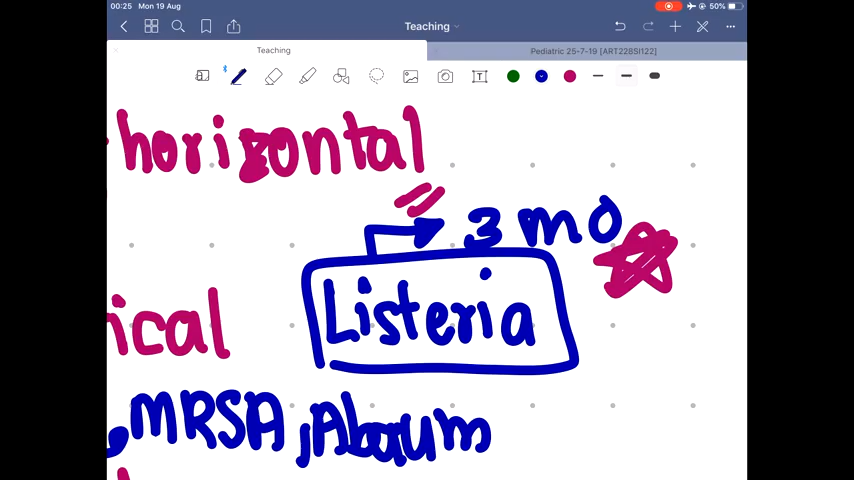 00:25 Mon 19 Aug 50%
Teaching
Teaching Pediatric 25-7-19 [ART228SI122]
T
horizontal
3 mo
Listeria
ical
, MRSA, Abaum